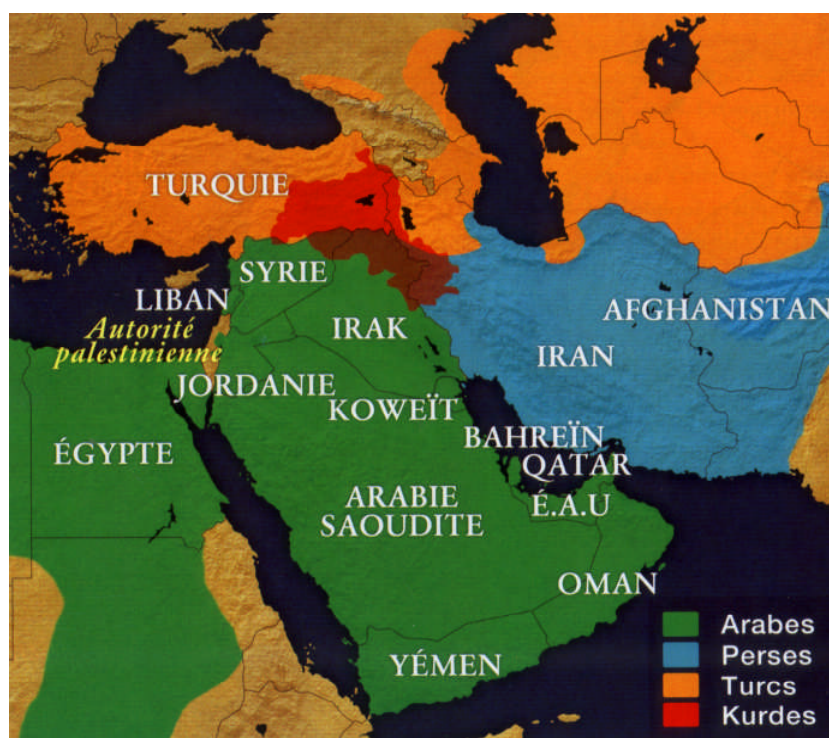 TURQUIE
SYRIE
LIBAN
Autorité
palestinienne
IRAK
AFGHANISTAN
IRAN
JORDANIE
KOWEÏT
BAHREÏN
QATAR
ÉGYPTE
ARABIE
SAOUDITE
É.A.U
OMAN
YÉMEN
Arabes
Perses
Turcs
Kurdes